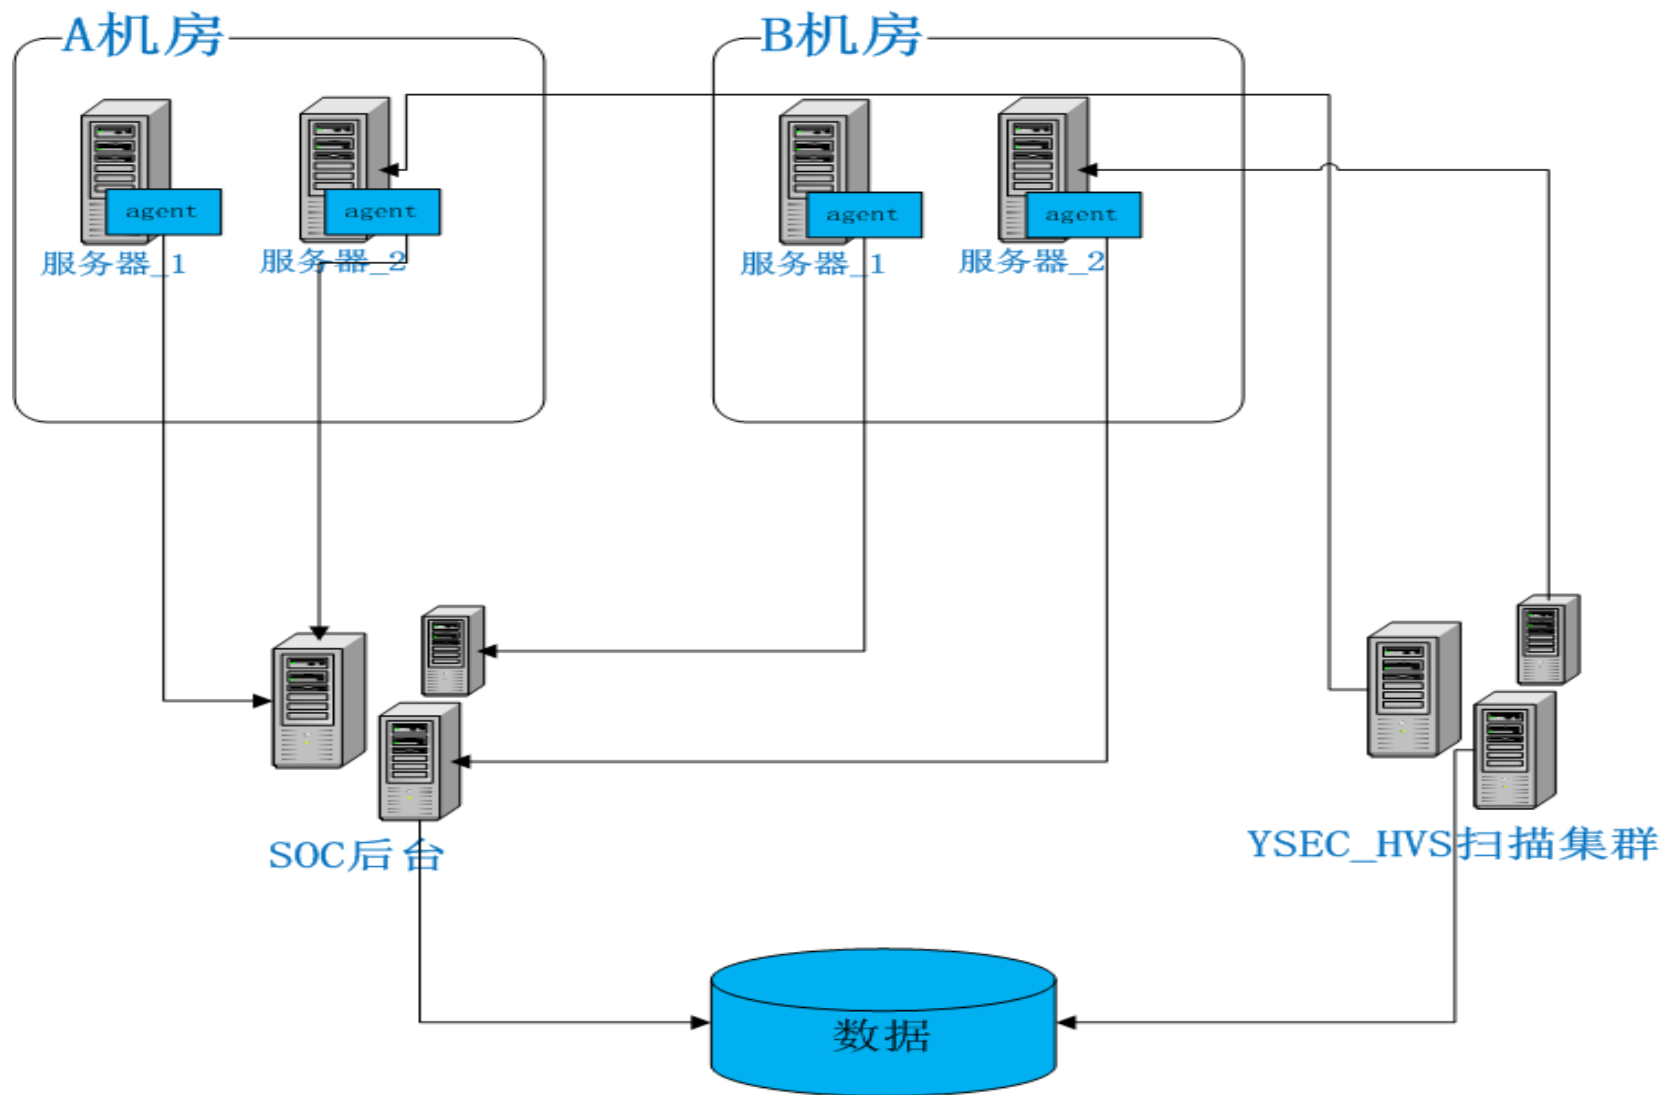 A机房
B机房
agent
agent
agent
agent
服务器_1
服务器_2
服务器_1
服务器_2
SOC后台
YSEC_HVS扫描集群
数据